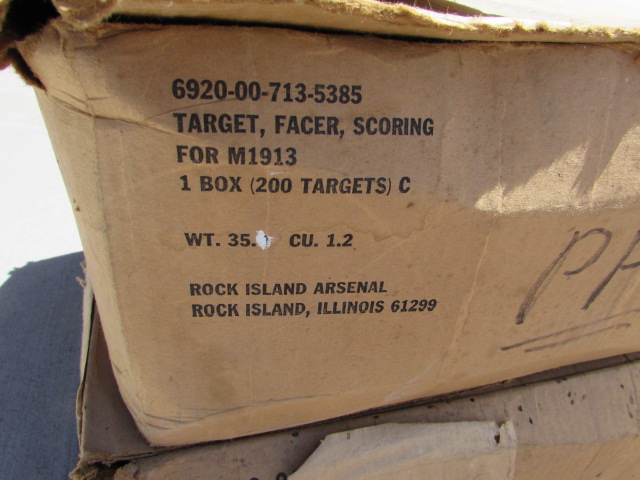 6920-00-713-5385
TARGET, FACER, SCORING
FOR M1913
1 BOX (200 TARGETS) C
WT. 35. CU. 1.2
ROCK ISLAND ARSENAL
ROCK ISLAND, ILLINOIS 61299